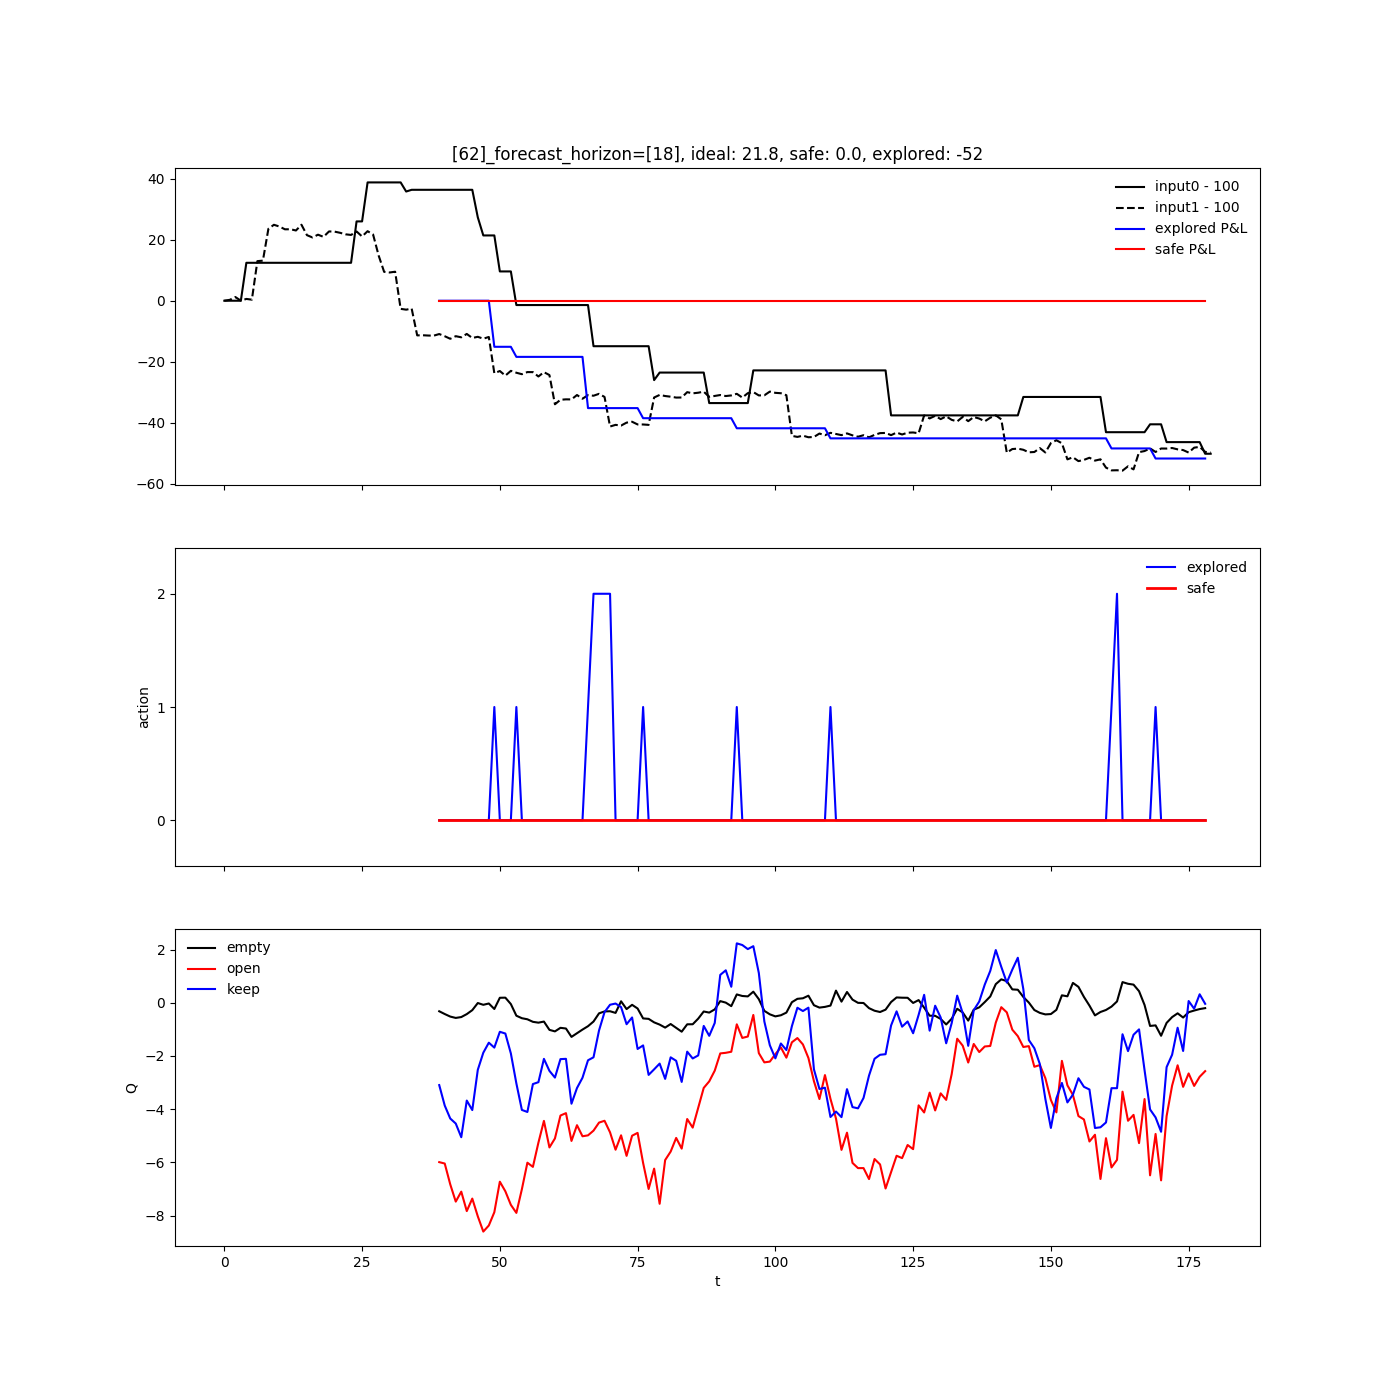 [62]_forecast_horizon=[18], ideal: 21.8, safe: 0.0, explored: -52
40
20
0
−20
−40
−60
input0 - 100
input1 - 100
explored P&L
safe P&L
action
2
1
0
explored
safe
Q
2
0
−2
−4
−6
−8
empty
open
keep
0 25 50 75 100 125 150 175
t